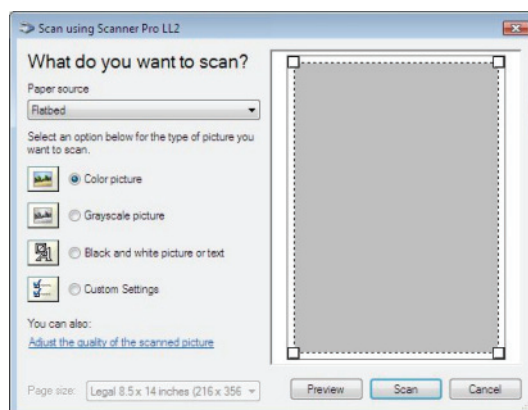 Scan using Scanner Pro LL2
What do you want to scan?
Paper source
Flatbed
Select an option below for the type of picture you
want to scan.
Color picture
Grayscale picture
Black and white picture or text
Custom Settings
You can also:
Adjust the quality of the scanned picture
Page size: Legal 8.5 x 14 inches (216 x 356
Preview Scan Cancel